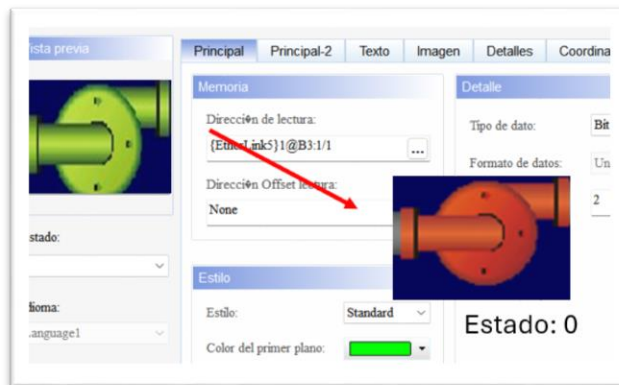 ista previa
Principal Principal-2 Texto Imagen Detalles Coordina
Memoria
Detalle
Direcci�n de lectura:
{EtherLink5}1@B3:1/1
...
Tipo de dato: Bit
Formato de datos: Un
Direcci�n Offset lectura:
None
2
stado:
Estilo
Estilo: Standard
Estado: 0
dioma:
Language1
Color del primer plano: